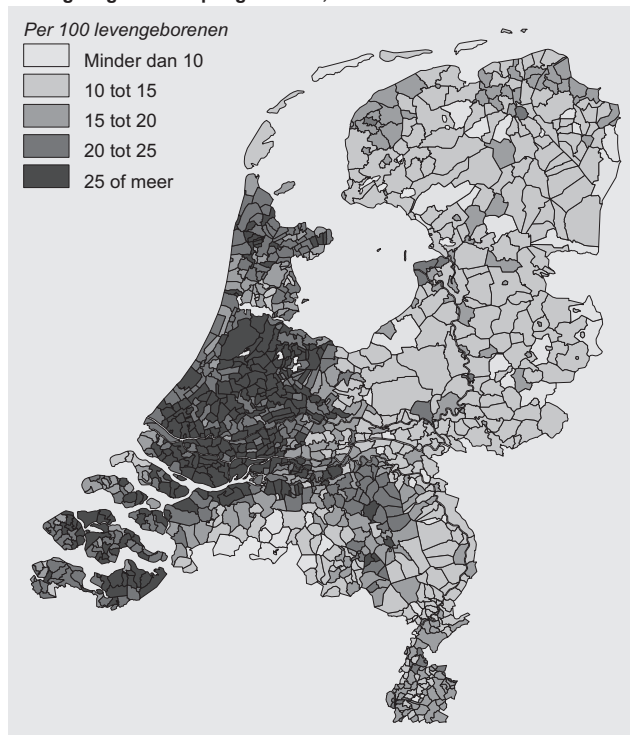 Per 100 levengeborenen
Minder dan 10
10 tot 15
15 tot 20
20 tot 25
25 of meer